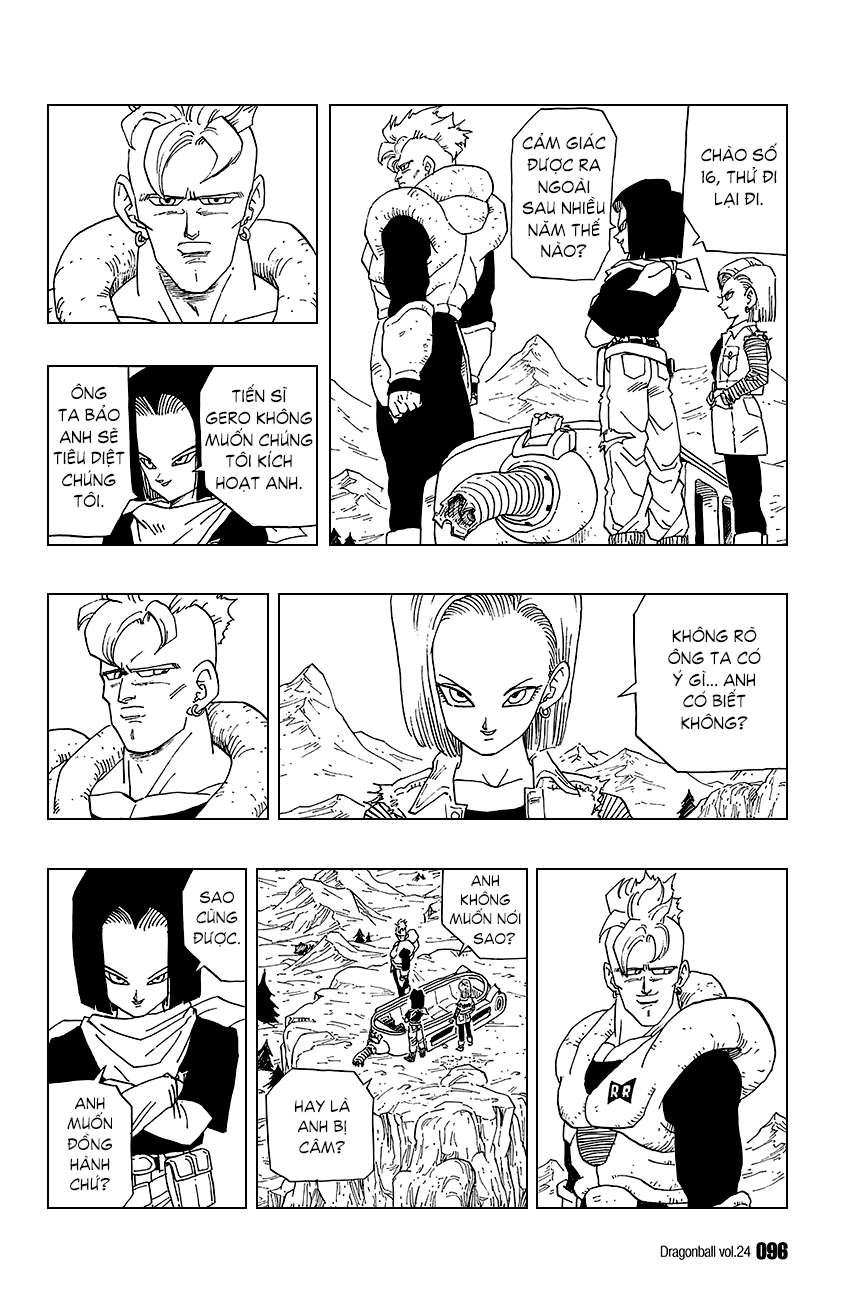 CHÀO SỐ
16, THỬ ĐI
LẠI ĐI.
CẢM GIÁC
ĐƯỢC RA
NGOÀI
SAU NHIỀU
NĂM THẾ
NÀO?
TIẾN SĨ
GERO KHÔNG
MUỐN CHÚNG
TÔI KÍCH
HOẠT ANH.
ÔNG
TA BẢO
ANH SẼ
TIÊU DIỆT
CHÚNG
TÔI.
KHÔNG RÕ
ÔNG TA CÓ
Ý GÌ... ANH
CÓ BIẾT
KHÔNG?
RR
ANH
KHÔNG
MUỐN NÓI
SAO?
HAY LÀ
ANH BỊ
CÂM?
SAO
CŨNG
ĐƯỢC.
ANH
MUỐN
ĐỒNG
HÀNH
CHỨ?
Dragonball vol.24 096